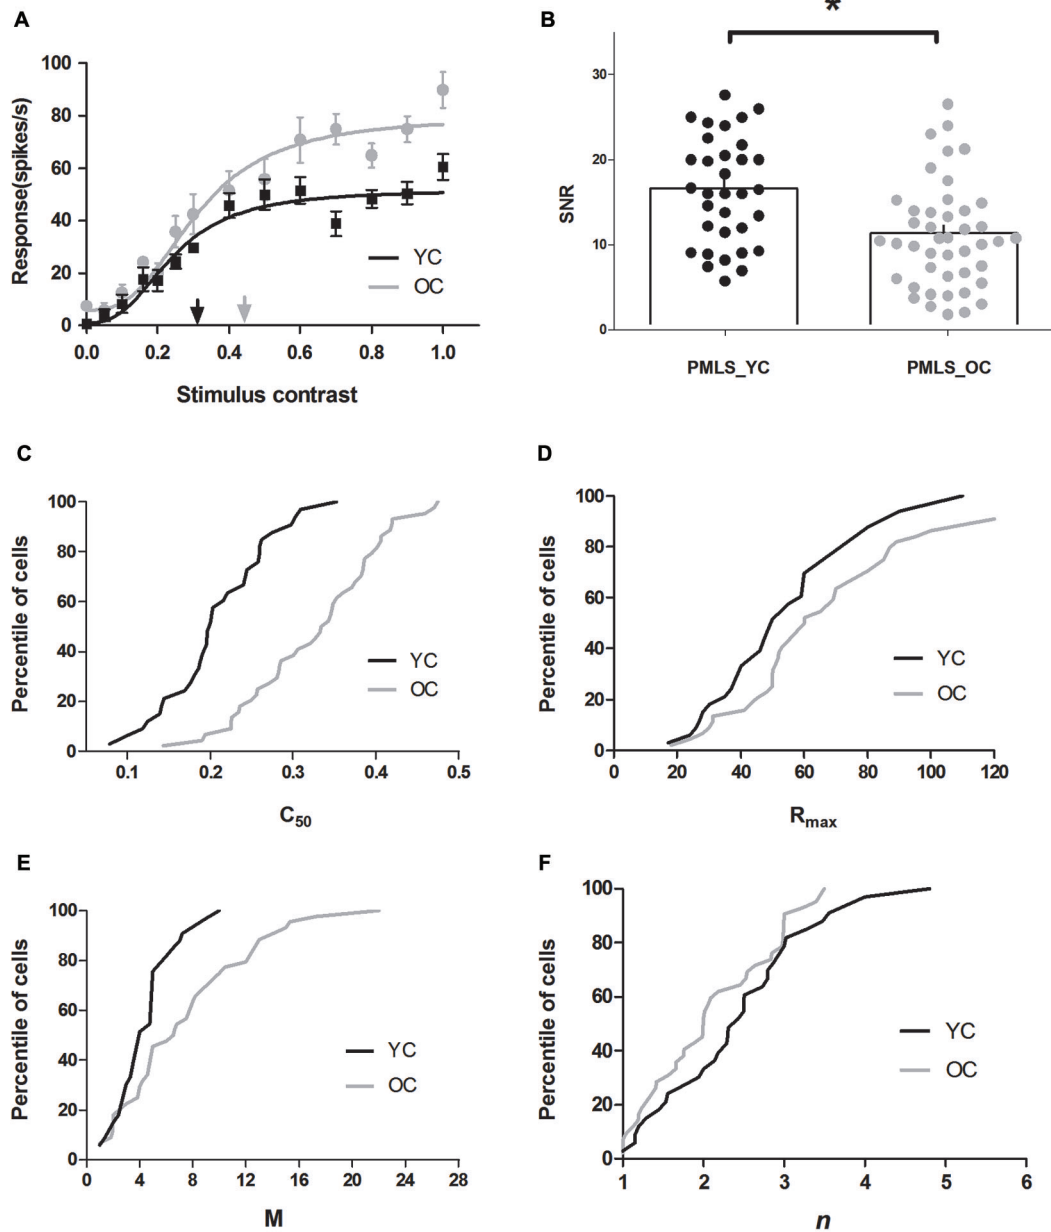 A
Response(spikes/s)
100
80
60
40
20
0
0.0 0.2 0.4 0.6 0.8 1.0
Stimulus contrast
YC
OC
B
*
SNR
30
20
10
0
PMLS_YC PMLS_OC
C
Percentile of cells
100
80
60
40
20
0
0.1 0.2 0.3 0.4 0.5
C50
YC
OC
D
Percentile of cells
100
80
60
40
20
0
0 20 40 60 80 100 120
Rmax
YC
OC
E
Percentile of cells
100
80
60
40
20
0
0 4 8 12 16 20 24 28
M
YC
OC
F
Percentile of cells
100
80
60
40
20
0
1 2 3 4 5 6
n
YC
OC